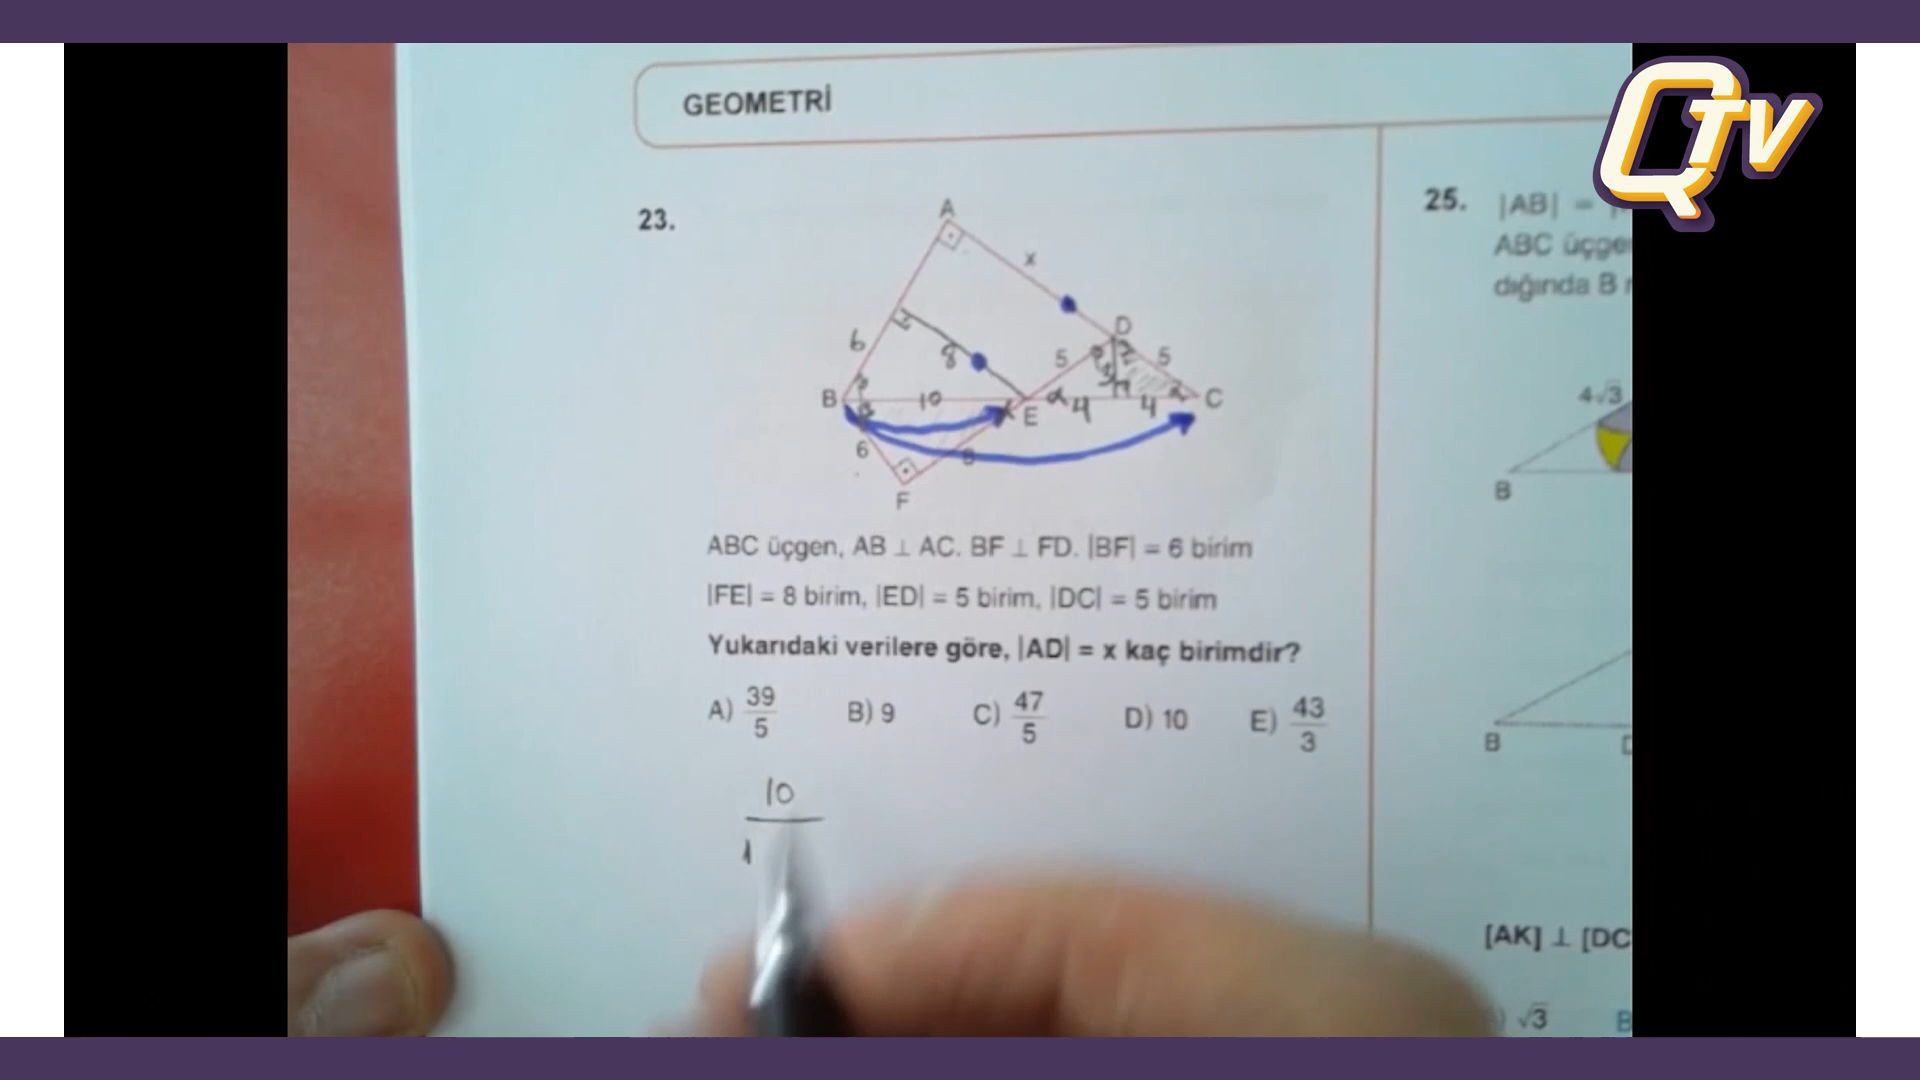 QTV
GEOMETRİ
23.
A
x
D
6
8
5
5
B
10
E
4
4
C
6
8
F
ABC üçgen, AB ⊥ AC. BF ⊥ FD. |BF| = 6 birim
|FE| = 8 birim, |ED| = 5 birim, |DC| = 5 birim
Yukarıdaki verilere göre, |AD| = x kaç birimdir?
A) 39/5 B) 9 C) 47/5 D) 10 E) 43/3
10
1
25. |AB| =
ABC üçge
dığında B
4√3
B
B
[AK] ⊥ [DC
√3 B